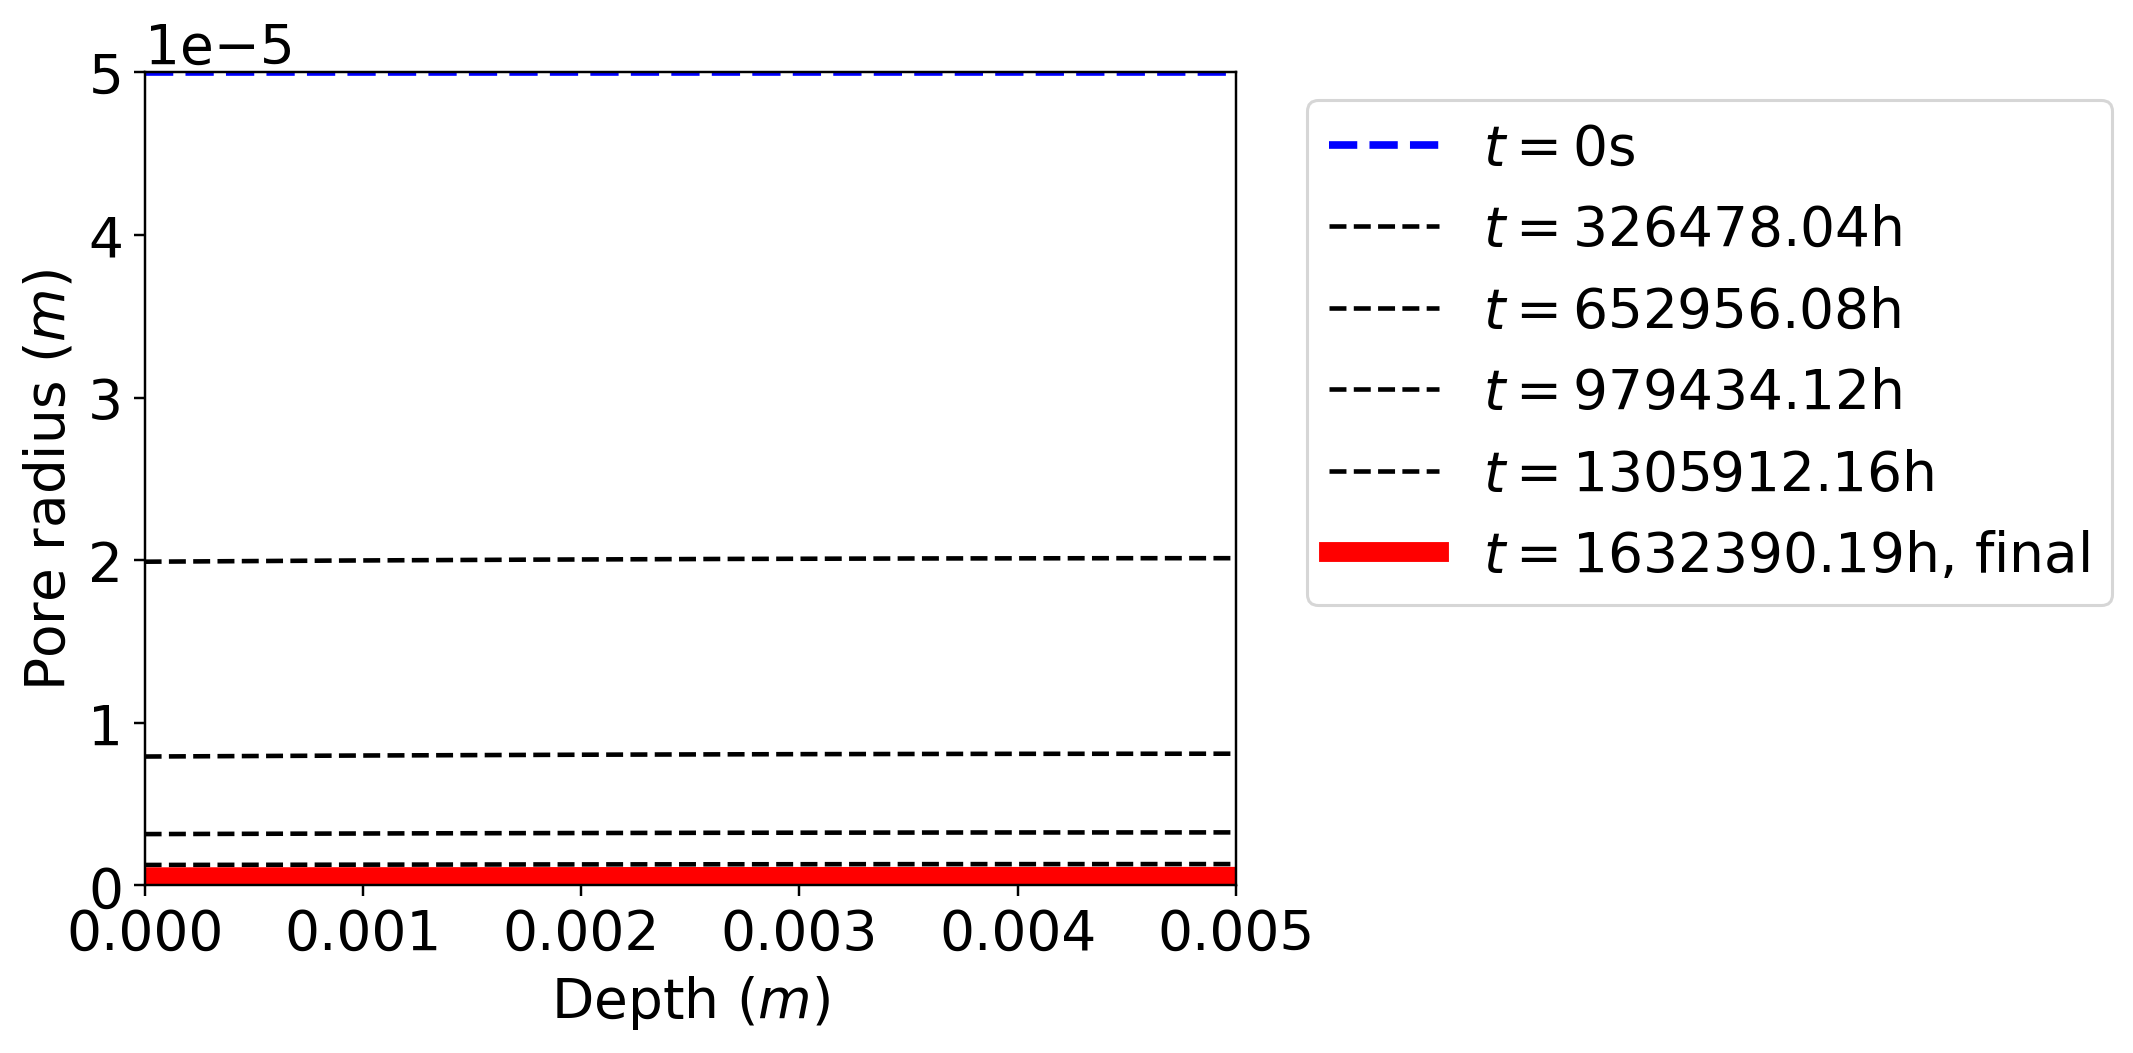 1e−5
5
4
3
2
1
0
Pore radius (m)
0.000 0.001 0.002 0.003 0.004 0.005
Depth (m)
t = 0s
t = 326478.04h
t = 652956.08h
t = 979434.12h
t = 1305912.16h
t = 1632390.19h, final